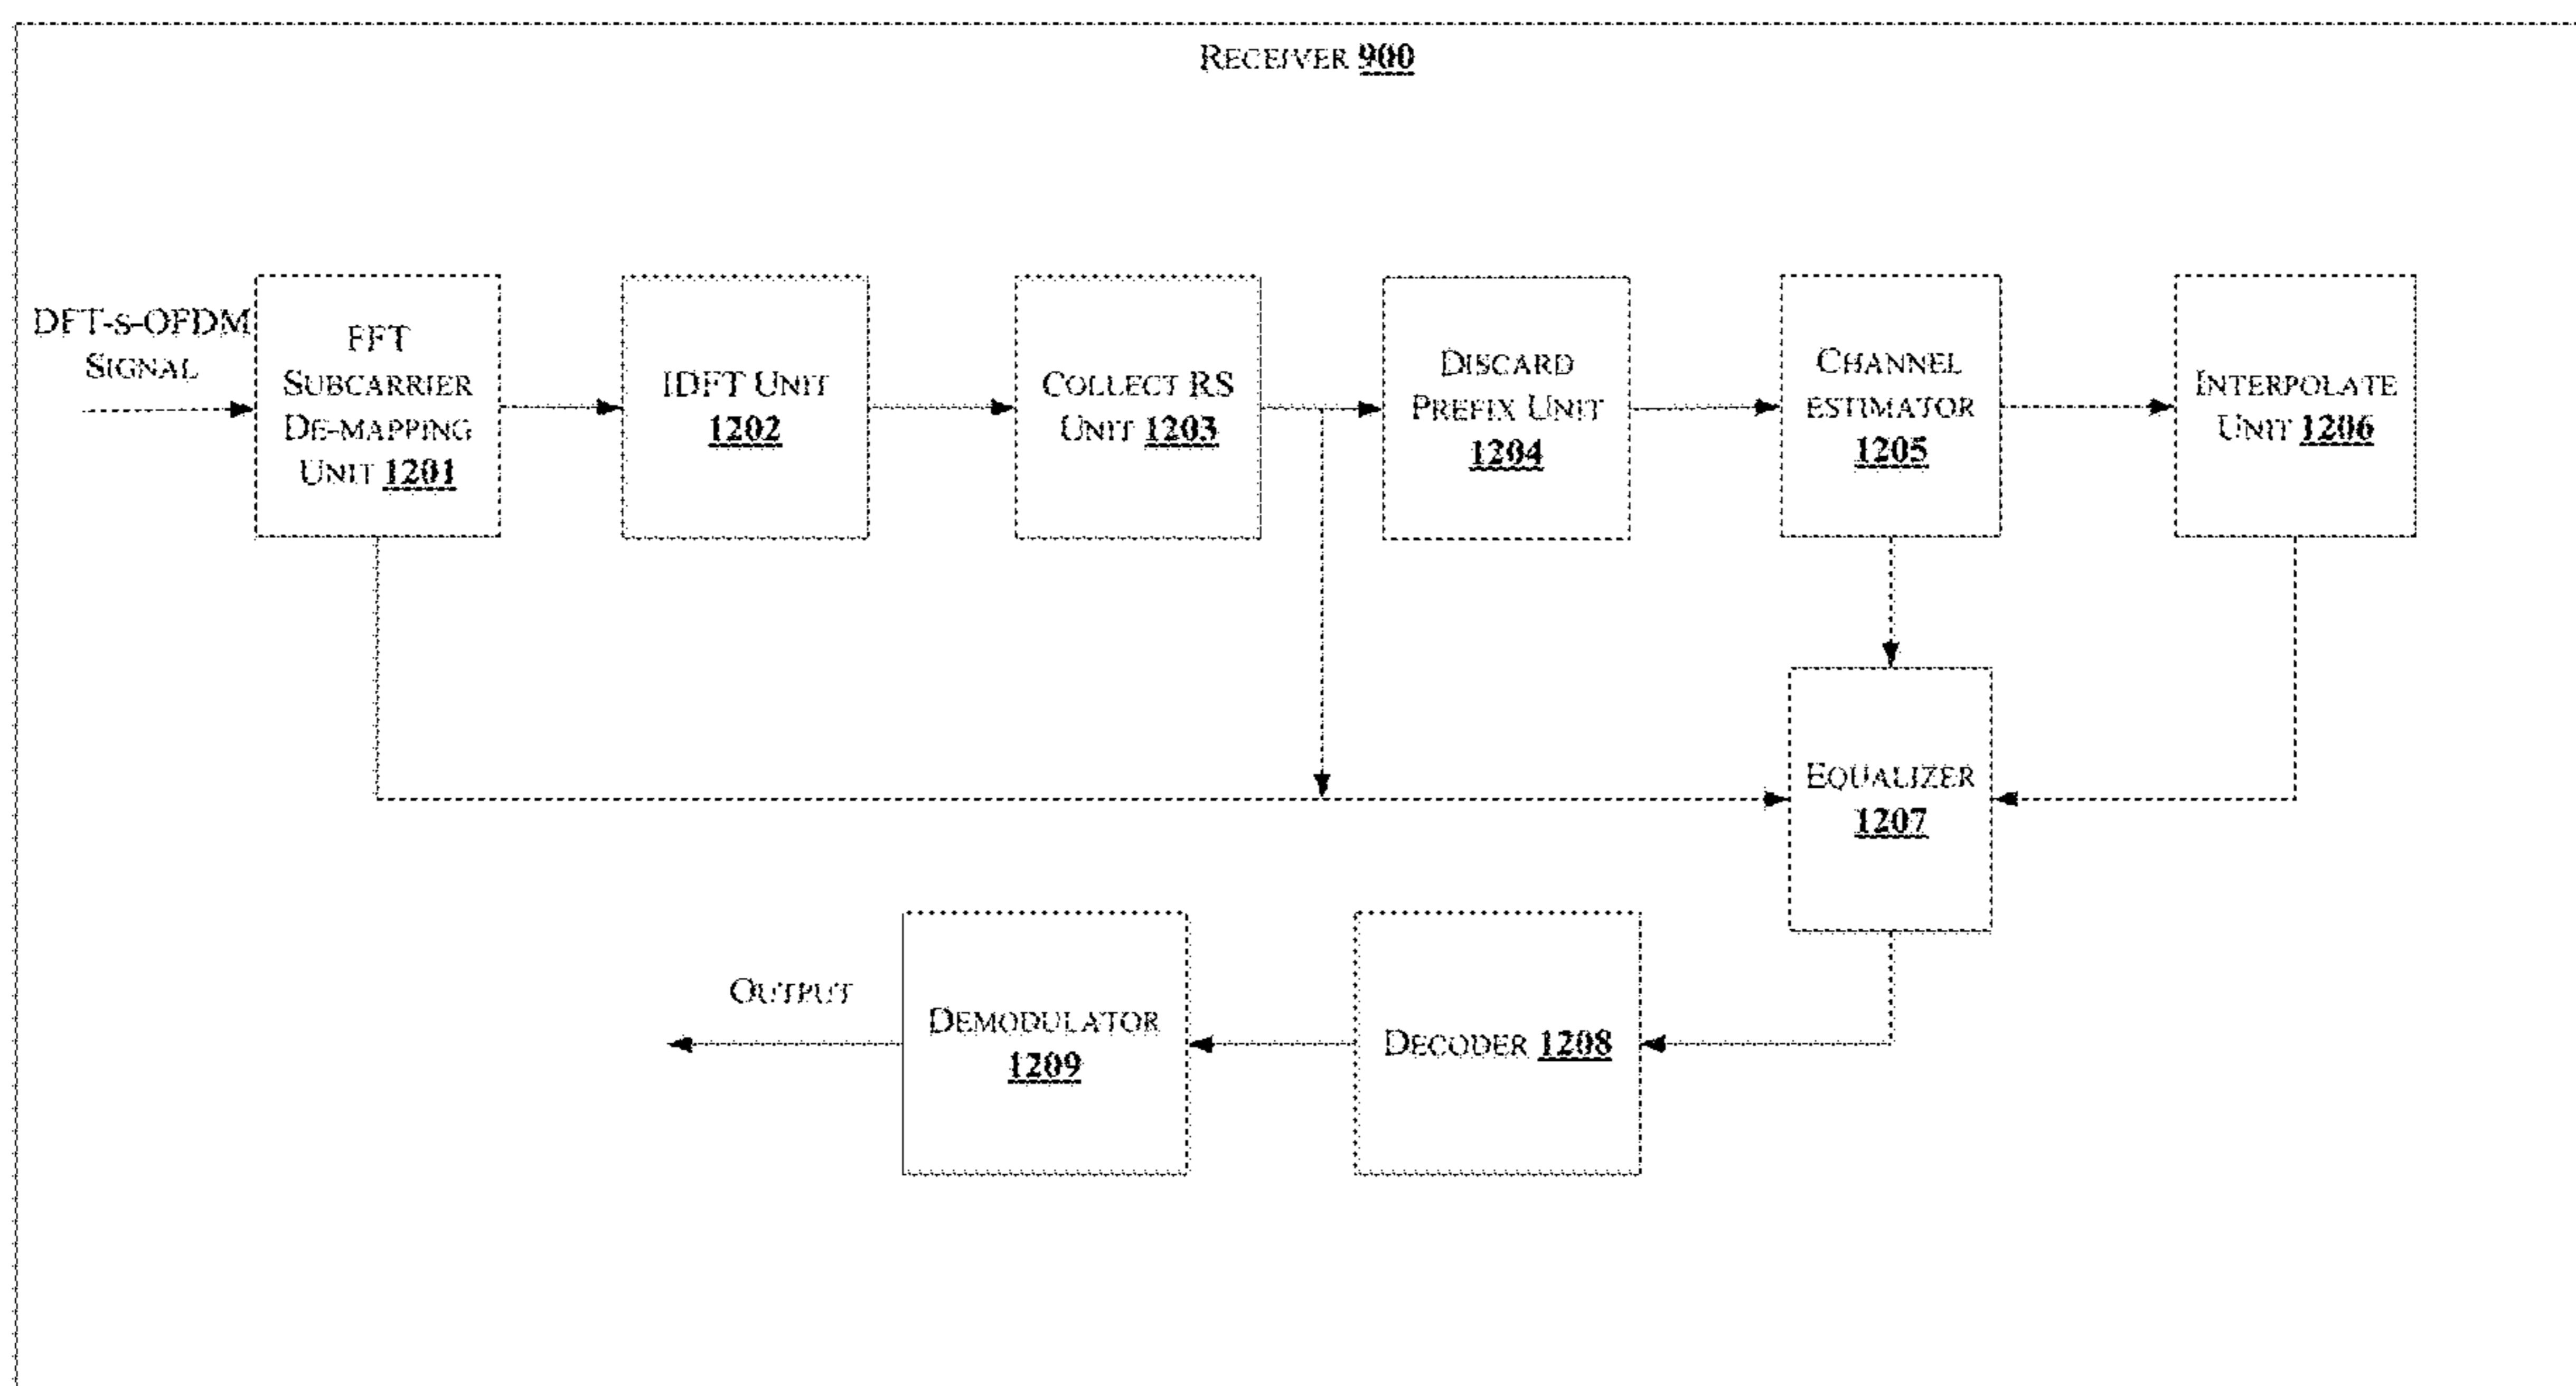 RECEIVER 900
DFT-S-OFDM
SIGNAL
FFT
SUBCARRIER
DE-MAPPING
UNIT 1201
IDFT UNIT
1202
COLLECT RS
UNIT 1203
DISCARD
PREFIX UNIT
1204
CHANNEL
ESTIMATOR
1205
INTERPOLATE
UNIT 1206
EQUALIZER
1207
OUTPUT
DEMODULATOR
1209
DECODER 1208